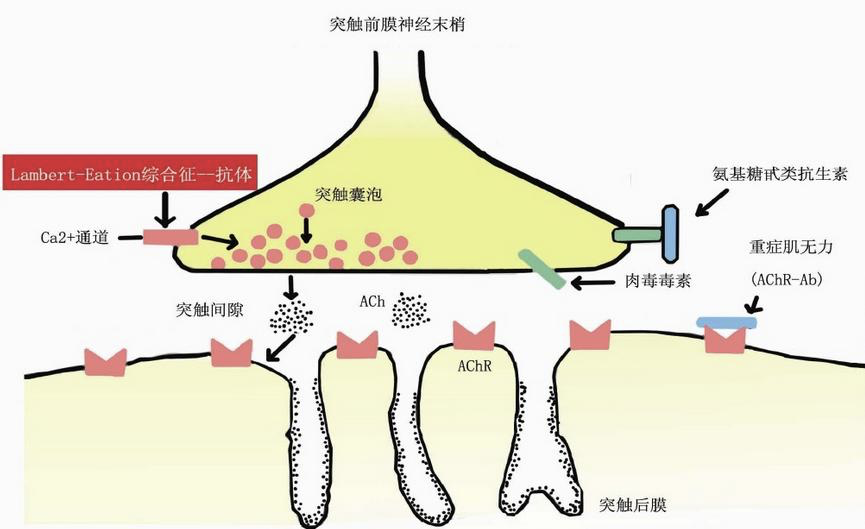 突触前膜神经末梢
Lambert-Eation综合征--抗体
氨基糖甙类抗生素
突触囊泡
Ca2+通道
重症肌无力
(AChR-Ab)
肉毒毒素
突触间隙
ACh
AChR
突触后膜